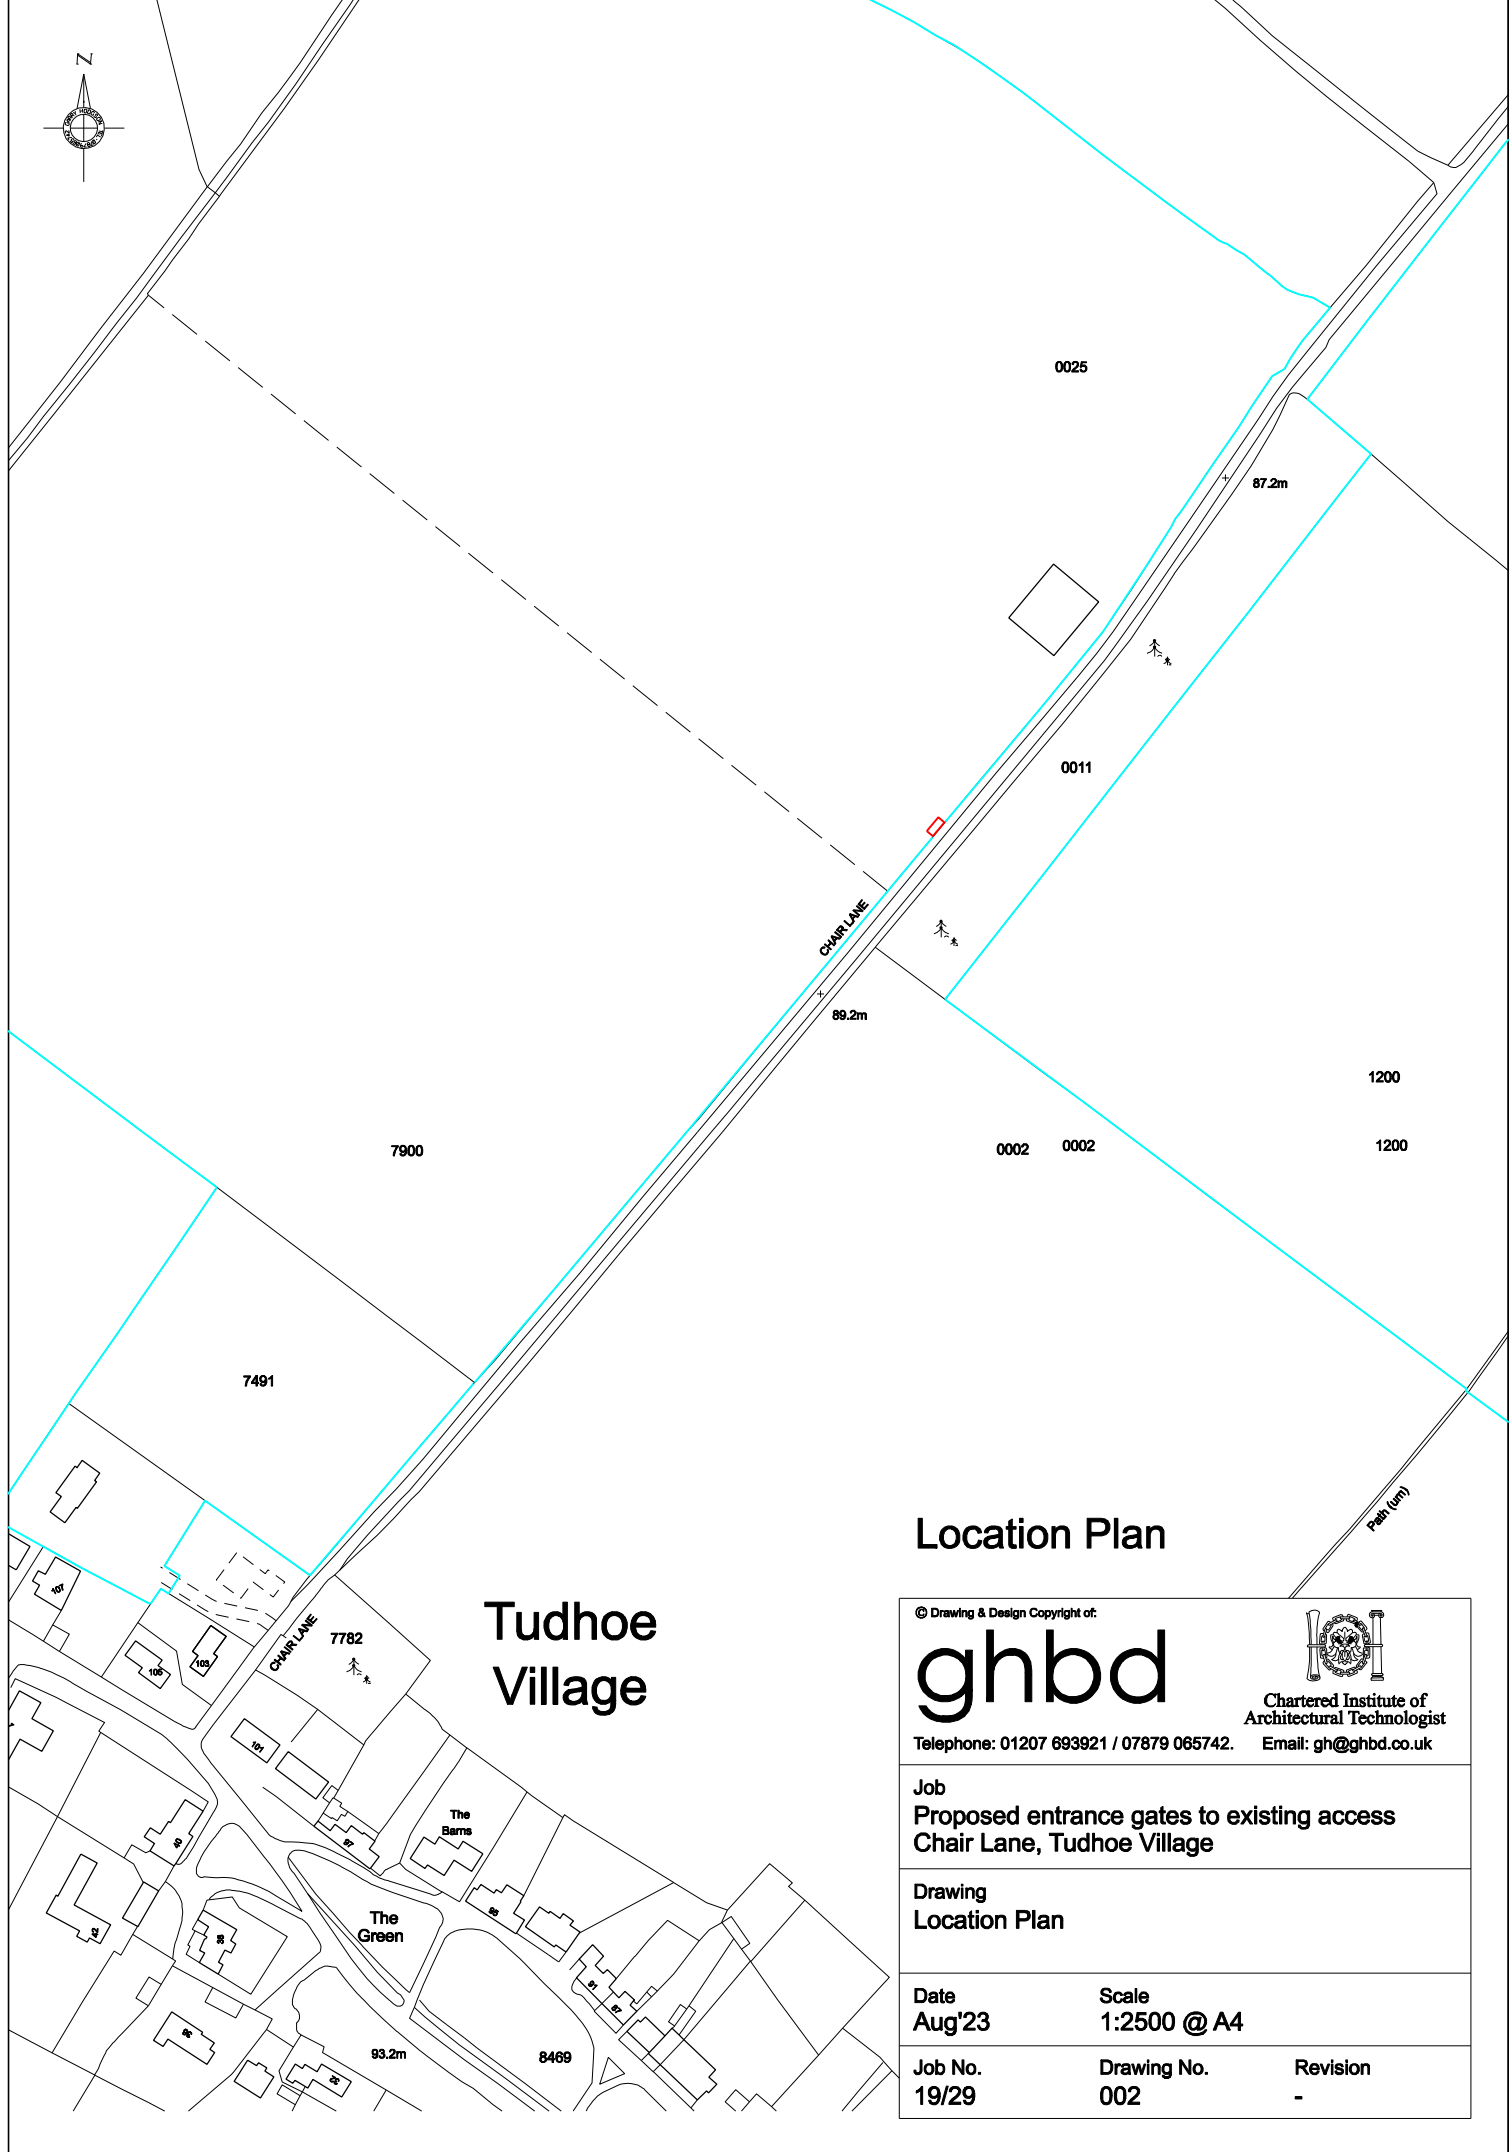 N
0025
87.2m
0011
CHAIR LANE
89.2m
1200
7900
0002
0002
1200
7491
Path (um)
Location Plan
107
Tudhoe
Village
CHAIR LANE
7782
105
103
101
The
Barns
97
40
95
42
38
The
Green
91
87
36
32
93.2m
8469
© Drawing & Design Copyright of:
ghbd
Chartered Institute of
Architectural Technologist
Telephone: 01207 693921 / 07879 065742.
Email: gh@ghbd.co.uk
Job
Proposed entrance gates to existing access
Chair Lane, Tudhoe Village
Drawing
Location Plan
Date
Scale
Aug'23
1:2500 @ A4
Job No.
Drawing No.
Revision
19/29
002
-